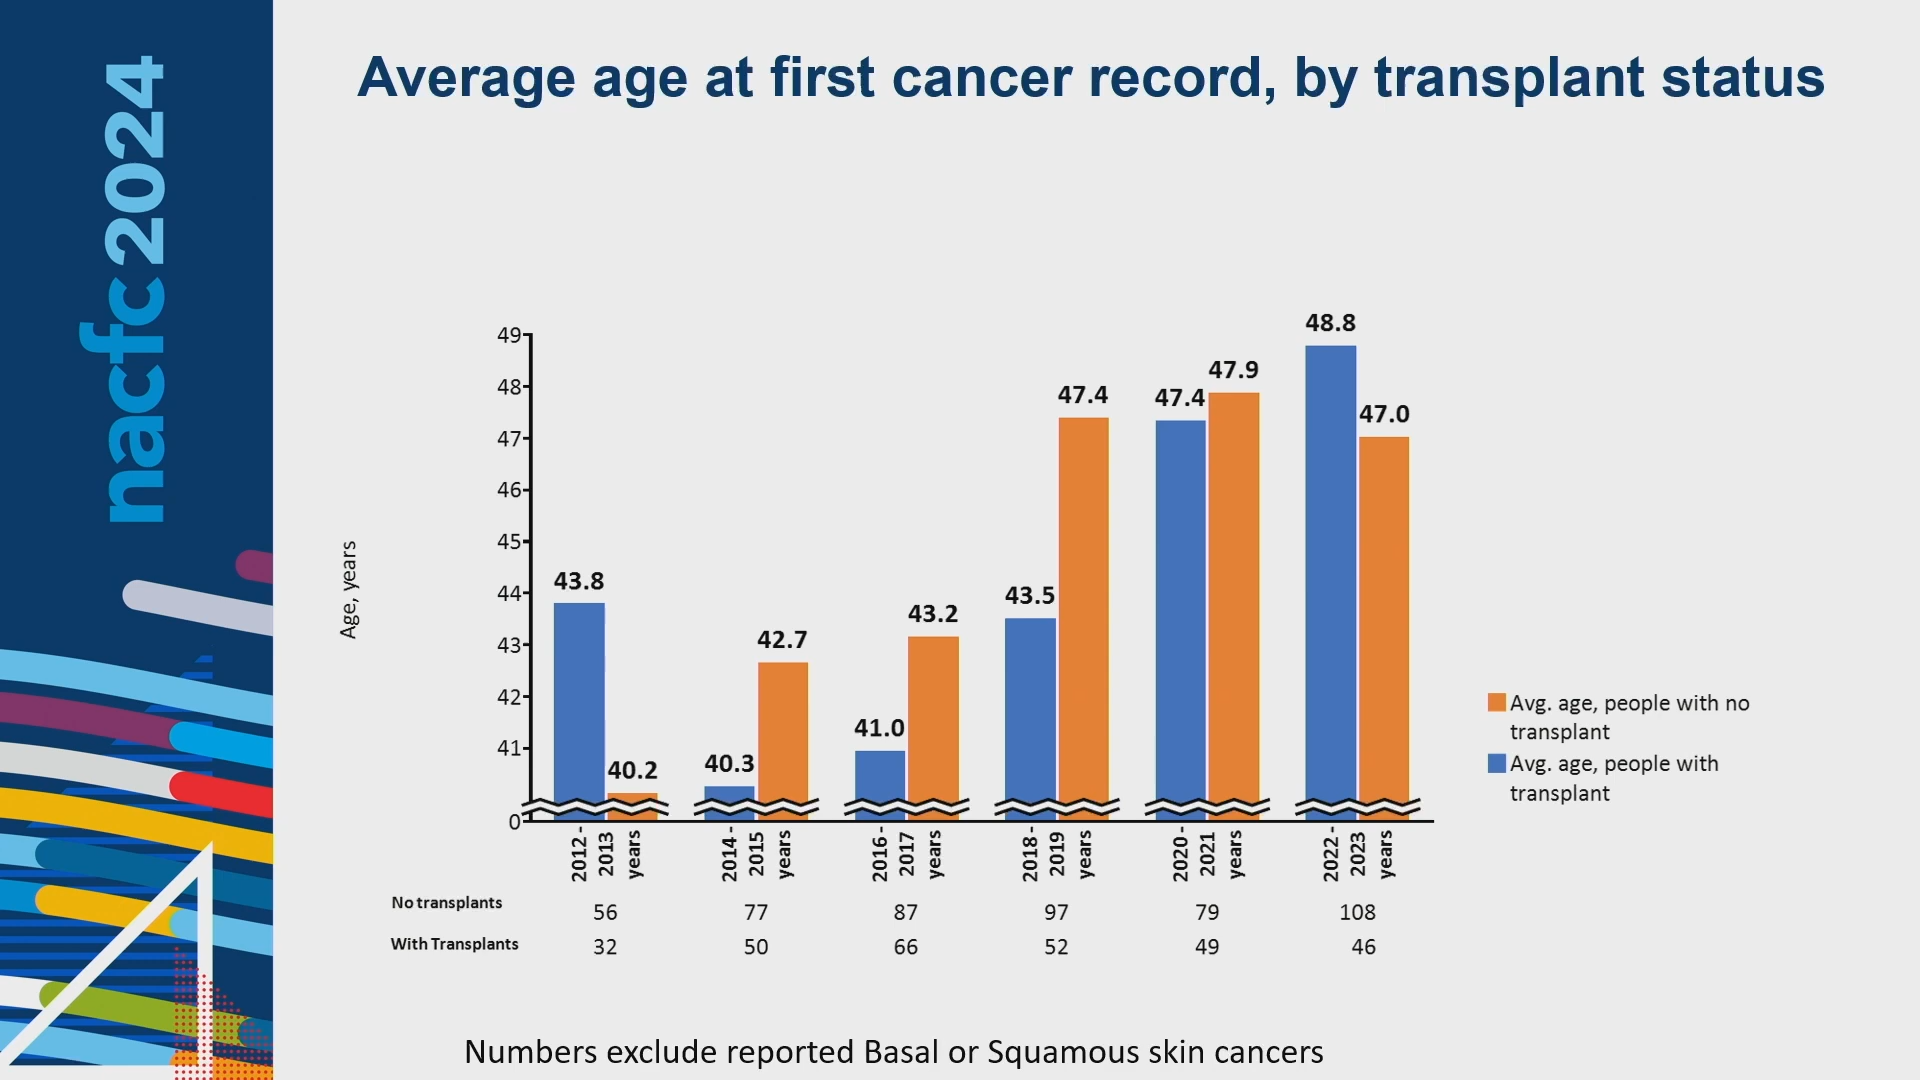 nacfc 2024
Average age at first cancer record, by transplant status
Age, years
49
48
47
46
45
44
43
42
41
0
43.8
40.2
40.3
42.7
41.0
43.2
43.5
47.4
47.4
47.9
48.8
47.0
2012-
2013
years
2014-
2015
years
2016-
2017
years
2018-
2019
years
2020-
2021
years
2022-
2023
years
Avg. age, people with no
transplant
Avg. age, people with
transplant
No transplants 56 77 87 97 79 108
With Transplants 32 50 66 52 49 46
Numbers exclude reported Basal or Squamous skin cancers